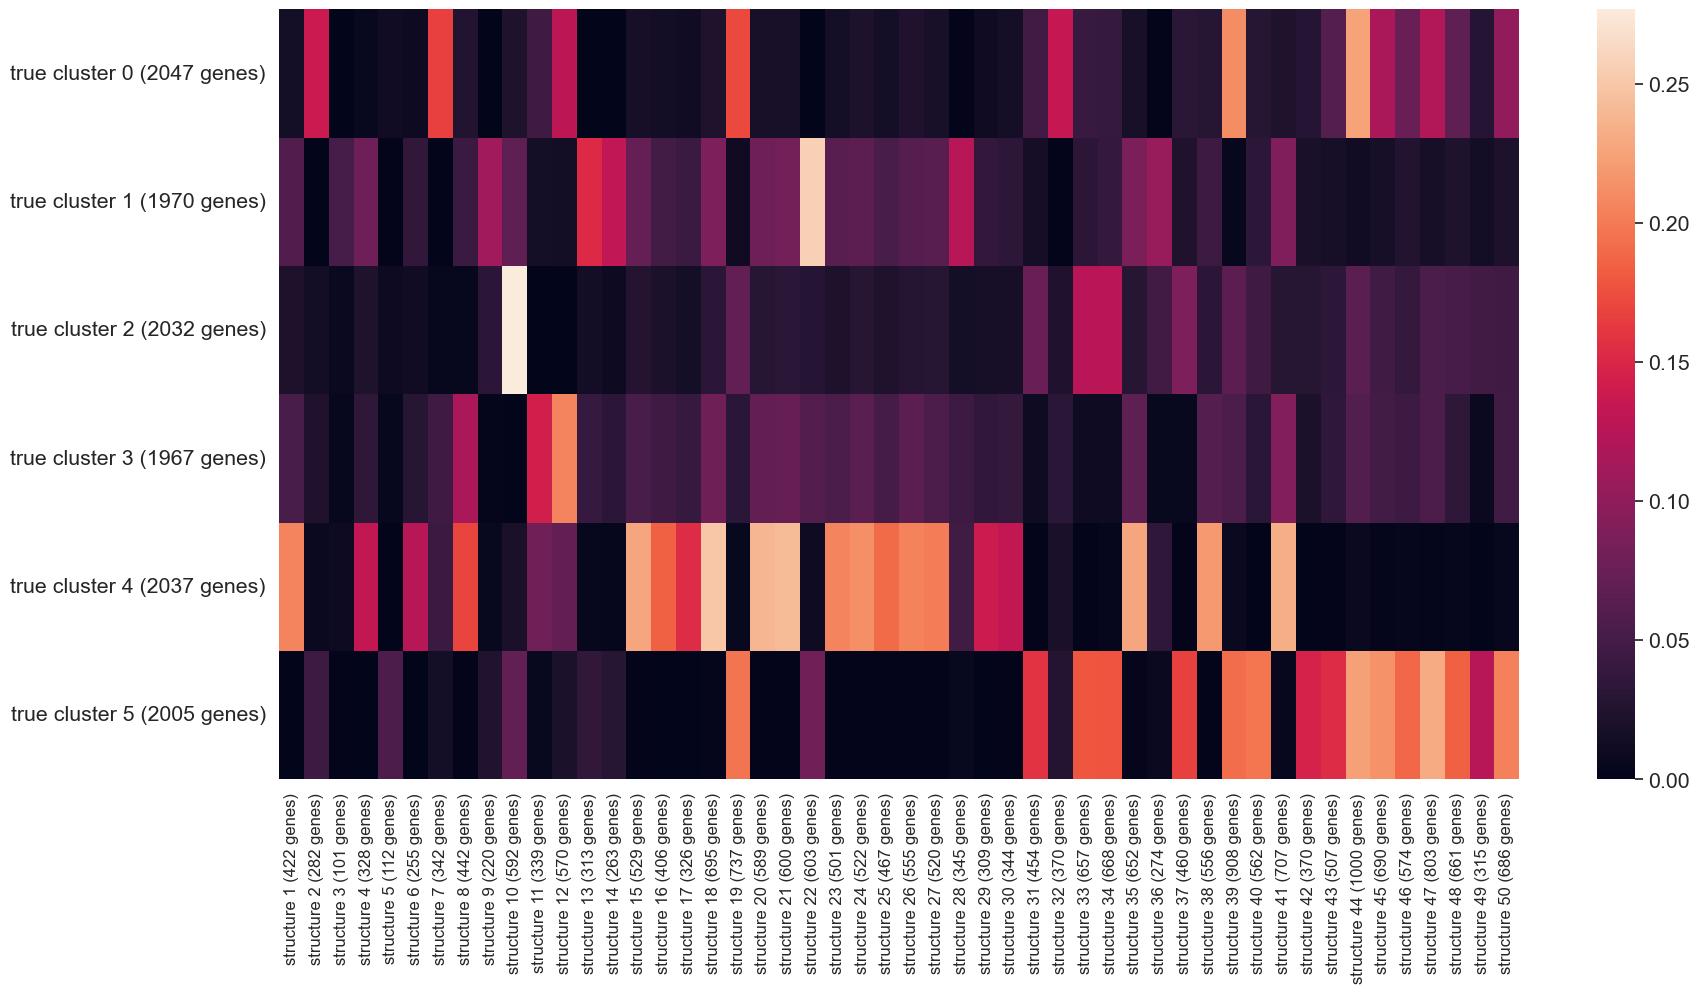 true cluster 0 (2047 genes)
true cluster 1 (1970 genes)
true cluster 2 (2032 genes)
true cluster 3 (1967 genes)
true cluster 4 (2037 genes)
true cluster 5 (2005 genes)
0.25
0.20
0.15
0.10
0.05
0.00
structure 1 (422 genes)
structure 2 (282 genes)
structure 3 (101 genes)
structure 4 (328 genes)
structure 5 (112 genes)
structure 6 (255 genes)
structure 7 (342 genes)
structure 8 (442 genes)
structure 9 (220 genes)
structure 10 (592 genes)
structure 11 (339 genes)
structure 12 (570 genes)
structure 13 (313 genes)
structure 14 (263 genes)
structure 15 (529 genes)
structure 16 (406 genes)
structure 17 (326 genes)
structure 18 (695 genes)
structure 19 (737 genes)
structure 20 (589 genes)
structure 21 (600 genes)
structure 22 (603 genes)
structure 23 (501 genes)
structure 24 (522 genes)
structure 25 (467 genes)
structure 26 (555 genes)
structure 27 (520 genes)
structure 28 (345 genes)
structure 29 (309 genes)
structure 30 (344 genes)
structure 31 (454 genes)
structure 32 (370 genes)
structure 33 (657 genes)
structure 34 (668 genes)
structure 35 (652 genes)
structure 36 (274 genes)
structure 37 (460 genes)
structure 38 (556 genes)
structure 39 (908 genes)
structure 40 (562 genes)
structure 41 (707 genes)
structure 42 (370 genes)
structure 43 (507 genes)
structure 44 (1000 genes)
structure 45 (690 genes)
structure 46 (574 genes)
structure 47 (803 genes)
structure 48 (661 genes)
structure 49 (315 genes)
structure 50 (686 genes)